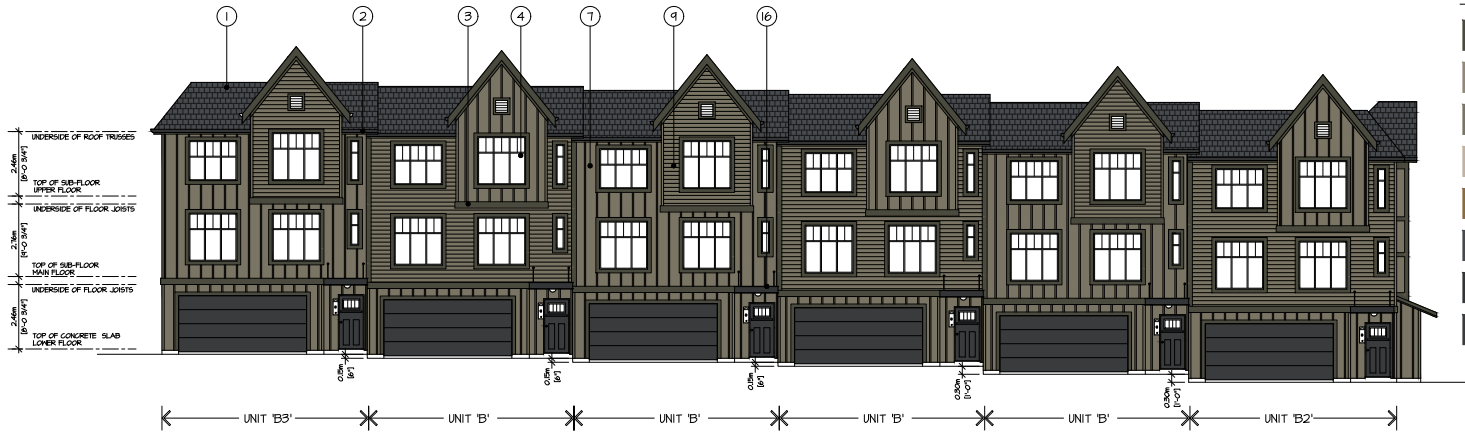 1 2 3 4 7 9 16
UNDERSIDE OF ROOF TRUSSES
2.46m
[8'-0 3/4"]
TOP OF SUB-FLOOR
UPPER FLOOR
UNDERSIDE OF FLOOR JOISTS
2.76m
[9'-0 3/4"]
TOP OF SUB-FLOOR
MAIN FLOOR
UNDERSIDE OF FLOOR JOISTS
2.46m
[8'-0 3/4"]
TOP OF CONCRETE SLAB
LOWER FLOOR
0.15m
[6"]
0.15m
[6"]
0.15m
[6"]
0.30m
[1'-0"]
0.30m
[1'-0"]
UNIT 'B3' UNIT 'B' UNIT 'B' UNIT 'B' UNIT 'B' UNIT 'B2'